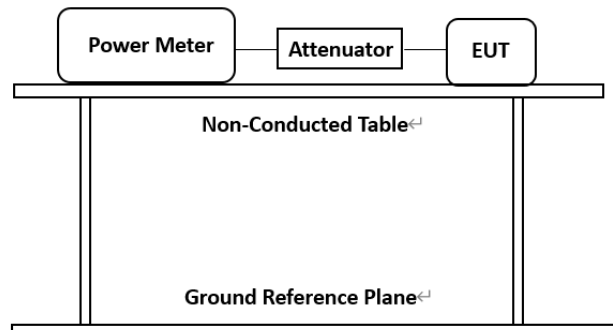 Power Meter
Attenuator
EUT
Non-Conducted Table↵
Ground Reference Plane↵